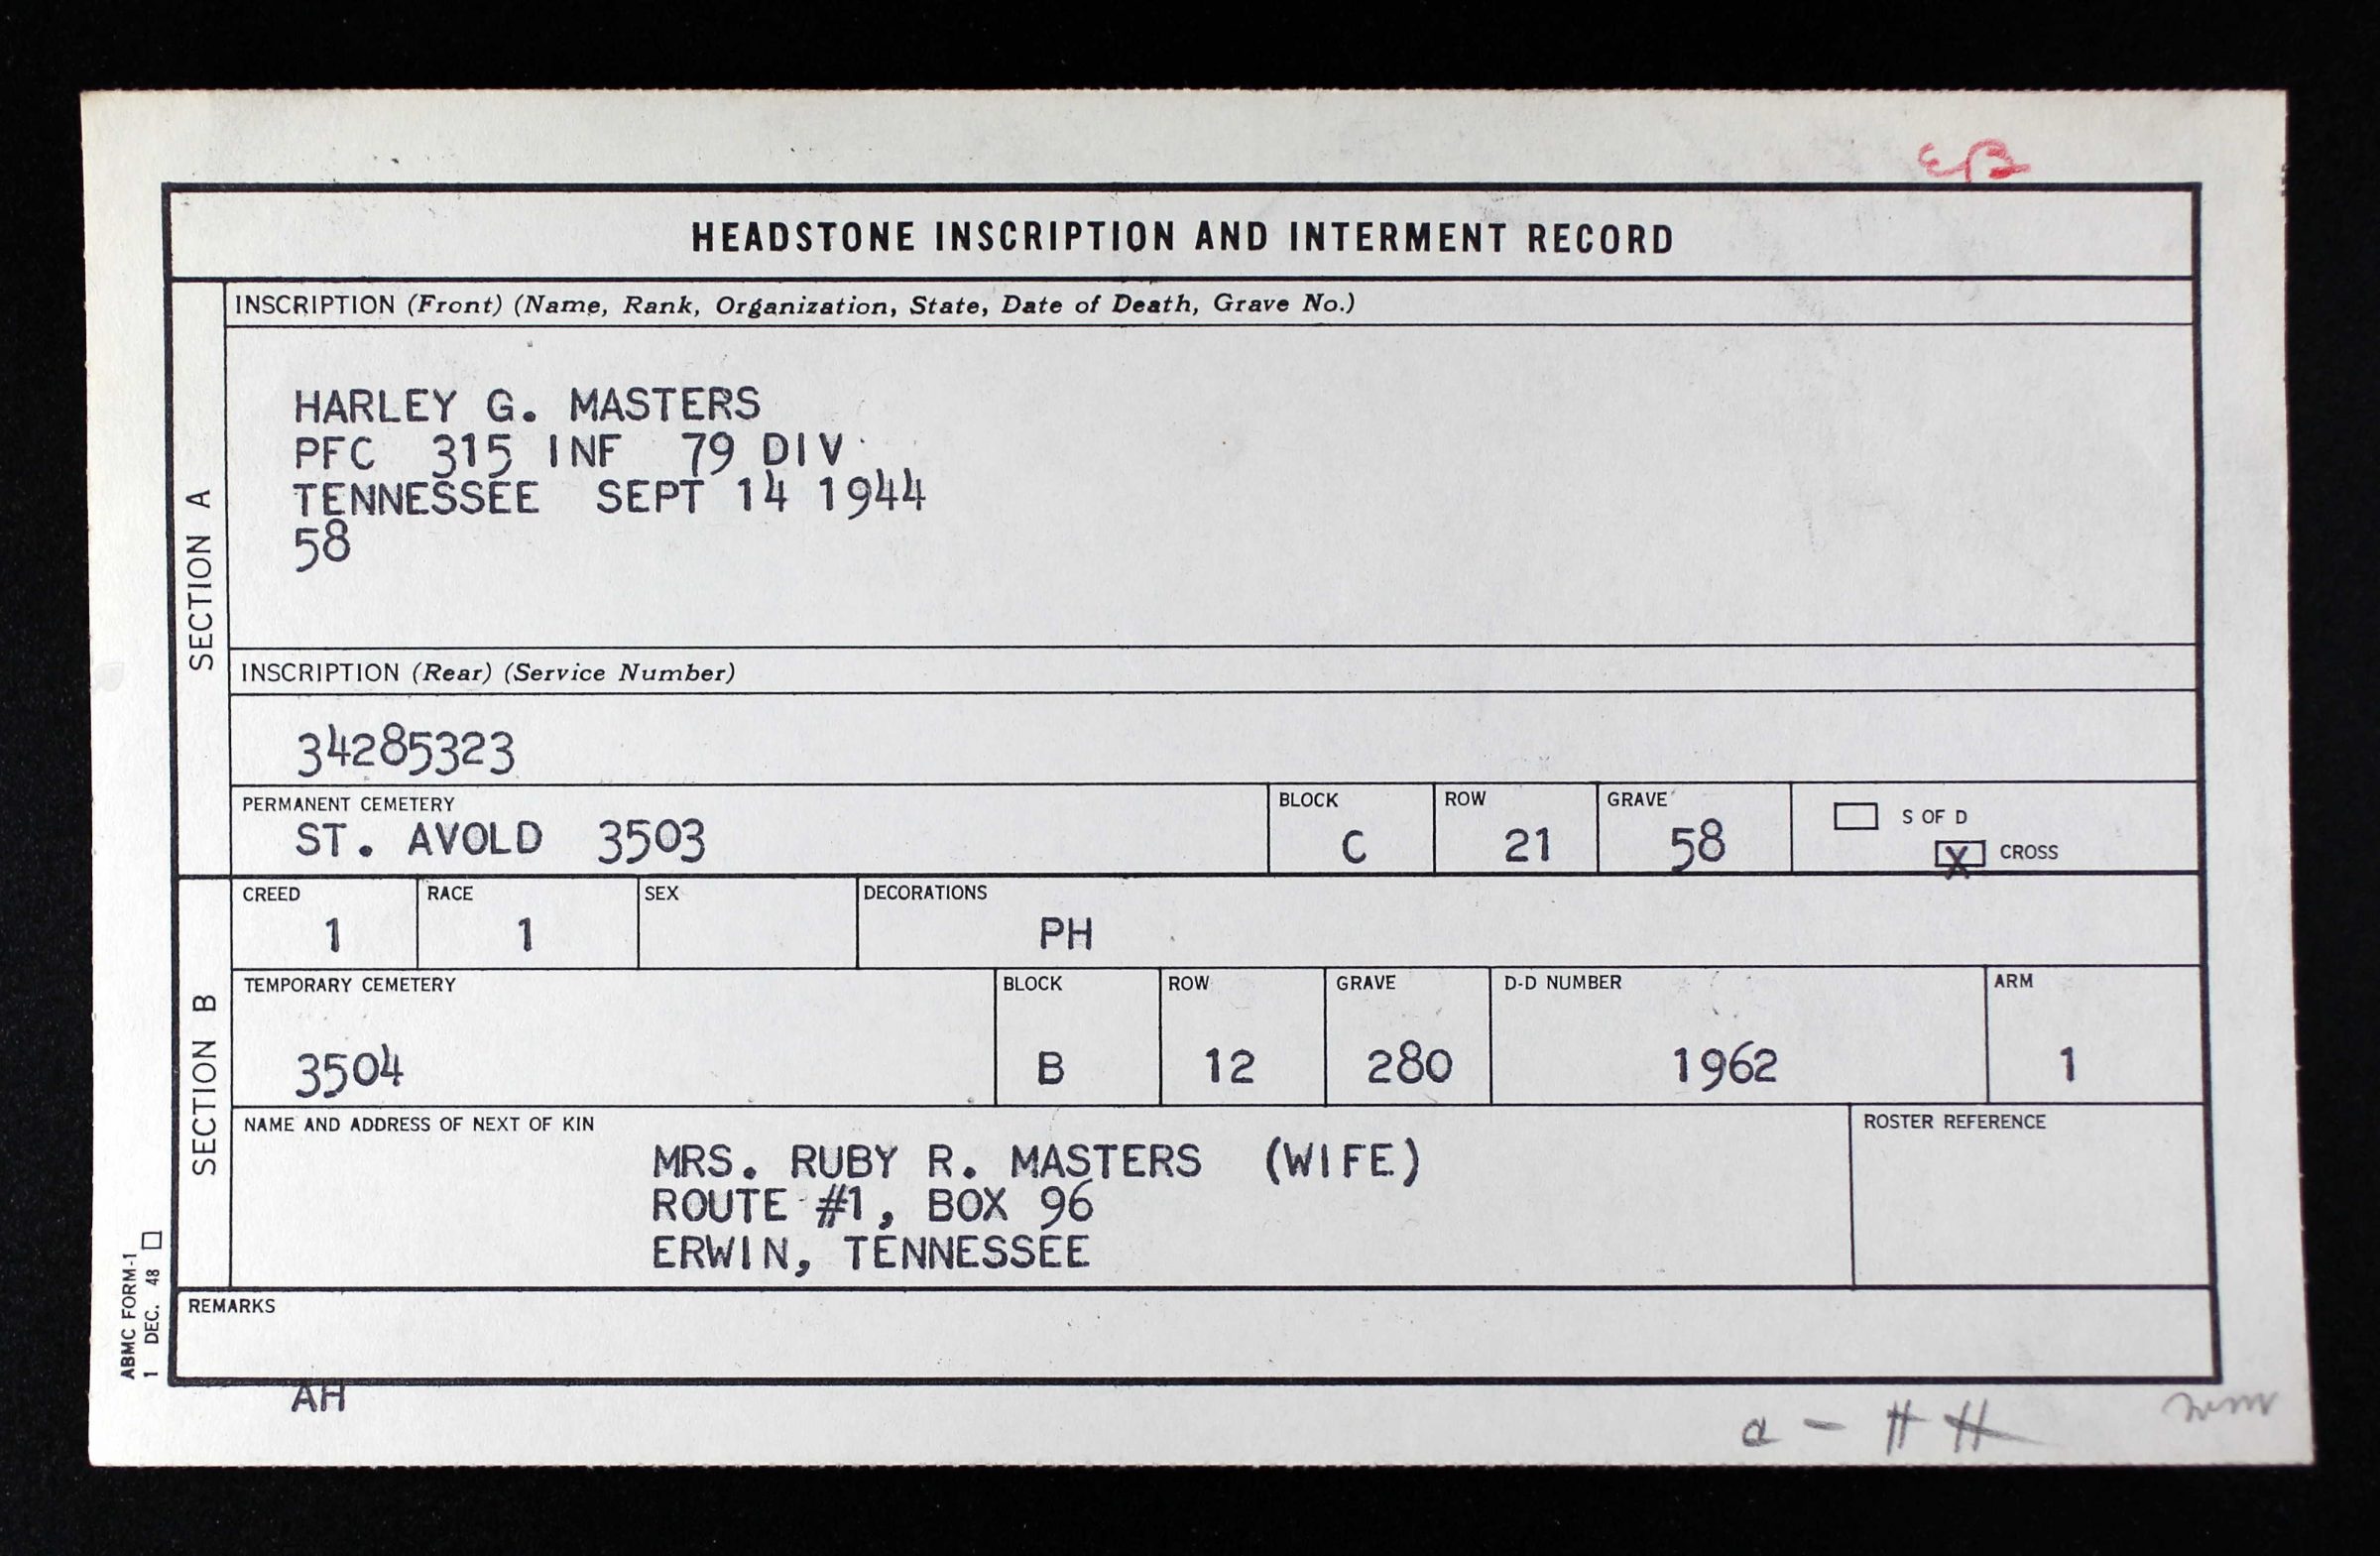 EB
HEADSTONE INSCRIPTION AND INTERMENT RECORD
SECTION A
INSCRIPTION (Front) (Name, Rank, Organization, State, Date of Death, Grave No.)
HARLEY G. MASTERS
PFC 315 INF 79 DIV
TENNESSEE SEPT 14 1944
58
INSCRIPTION (Rear) (Service Number)
34285323
PERMANENT CEMETERY BLOCK ROW GRAVE S OF D
ST. AVOLD 3503 C 21 58 X CROSS
SECTION B
CREED RACE SEX DECORATIONS
1 1 PH
TEMPORARY CEMETERY BLOCK ROW GRAVE D-D NUMBER ARM
3504 B 12 280 1962 1
NAME AND ADDRESS OF NEXT OF KIN ROSTER REFERENCE
MRS. RUBY R. MASTERS (WIFE)
ROUTE #1, BOX 96
ERWIN, TENNESSEE
REMARKS
ABMC FORM-1
1 DEC. 48
AH